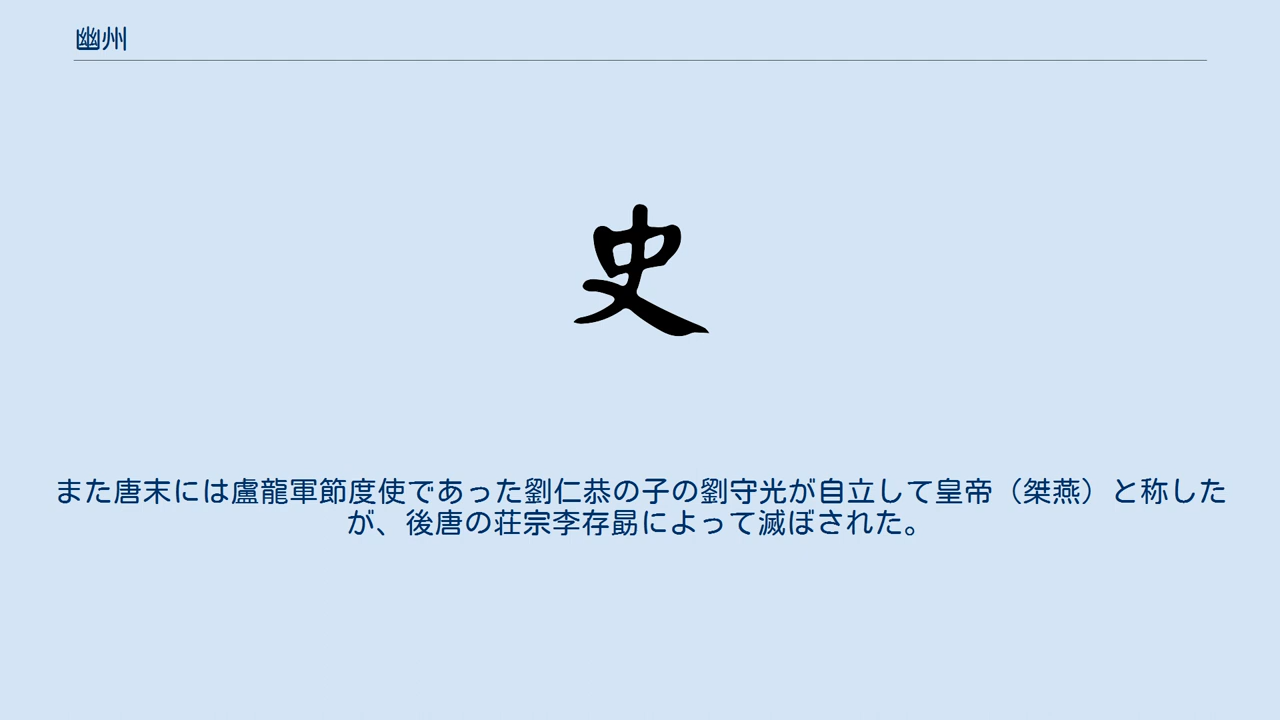 幽州
史
また唐末には盧龍軍節度使であった劉仁恭の子の劉守光が自立して皇帝（桀燕）と称した
が、後唐の荘宗李存勗によって滅ぼされた。